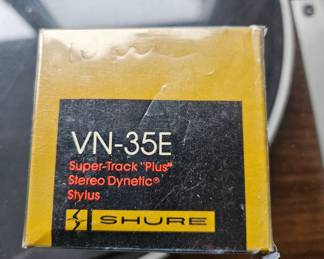 VN-35E
Super-Track "Plus"
Stereo Dynetic®
Stylus
SHURE